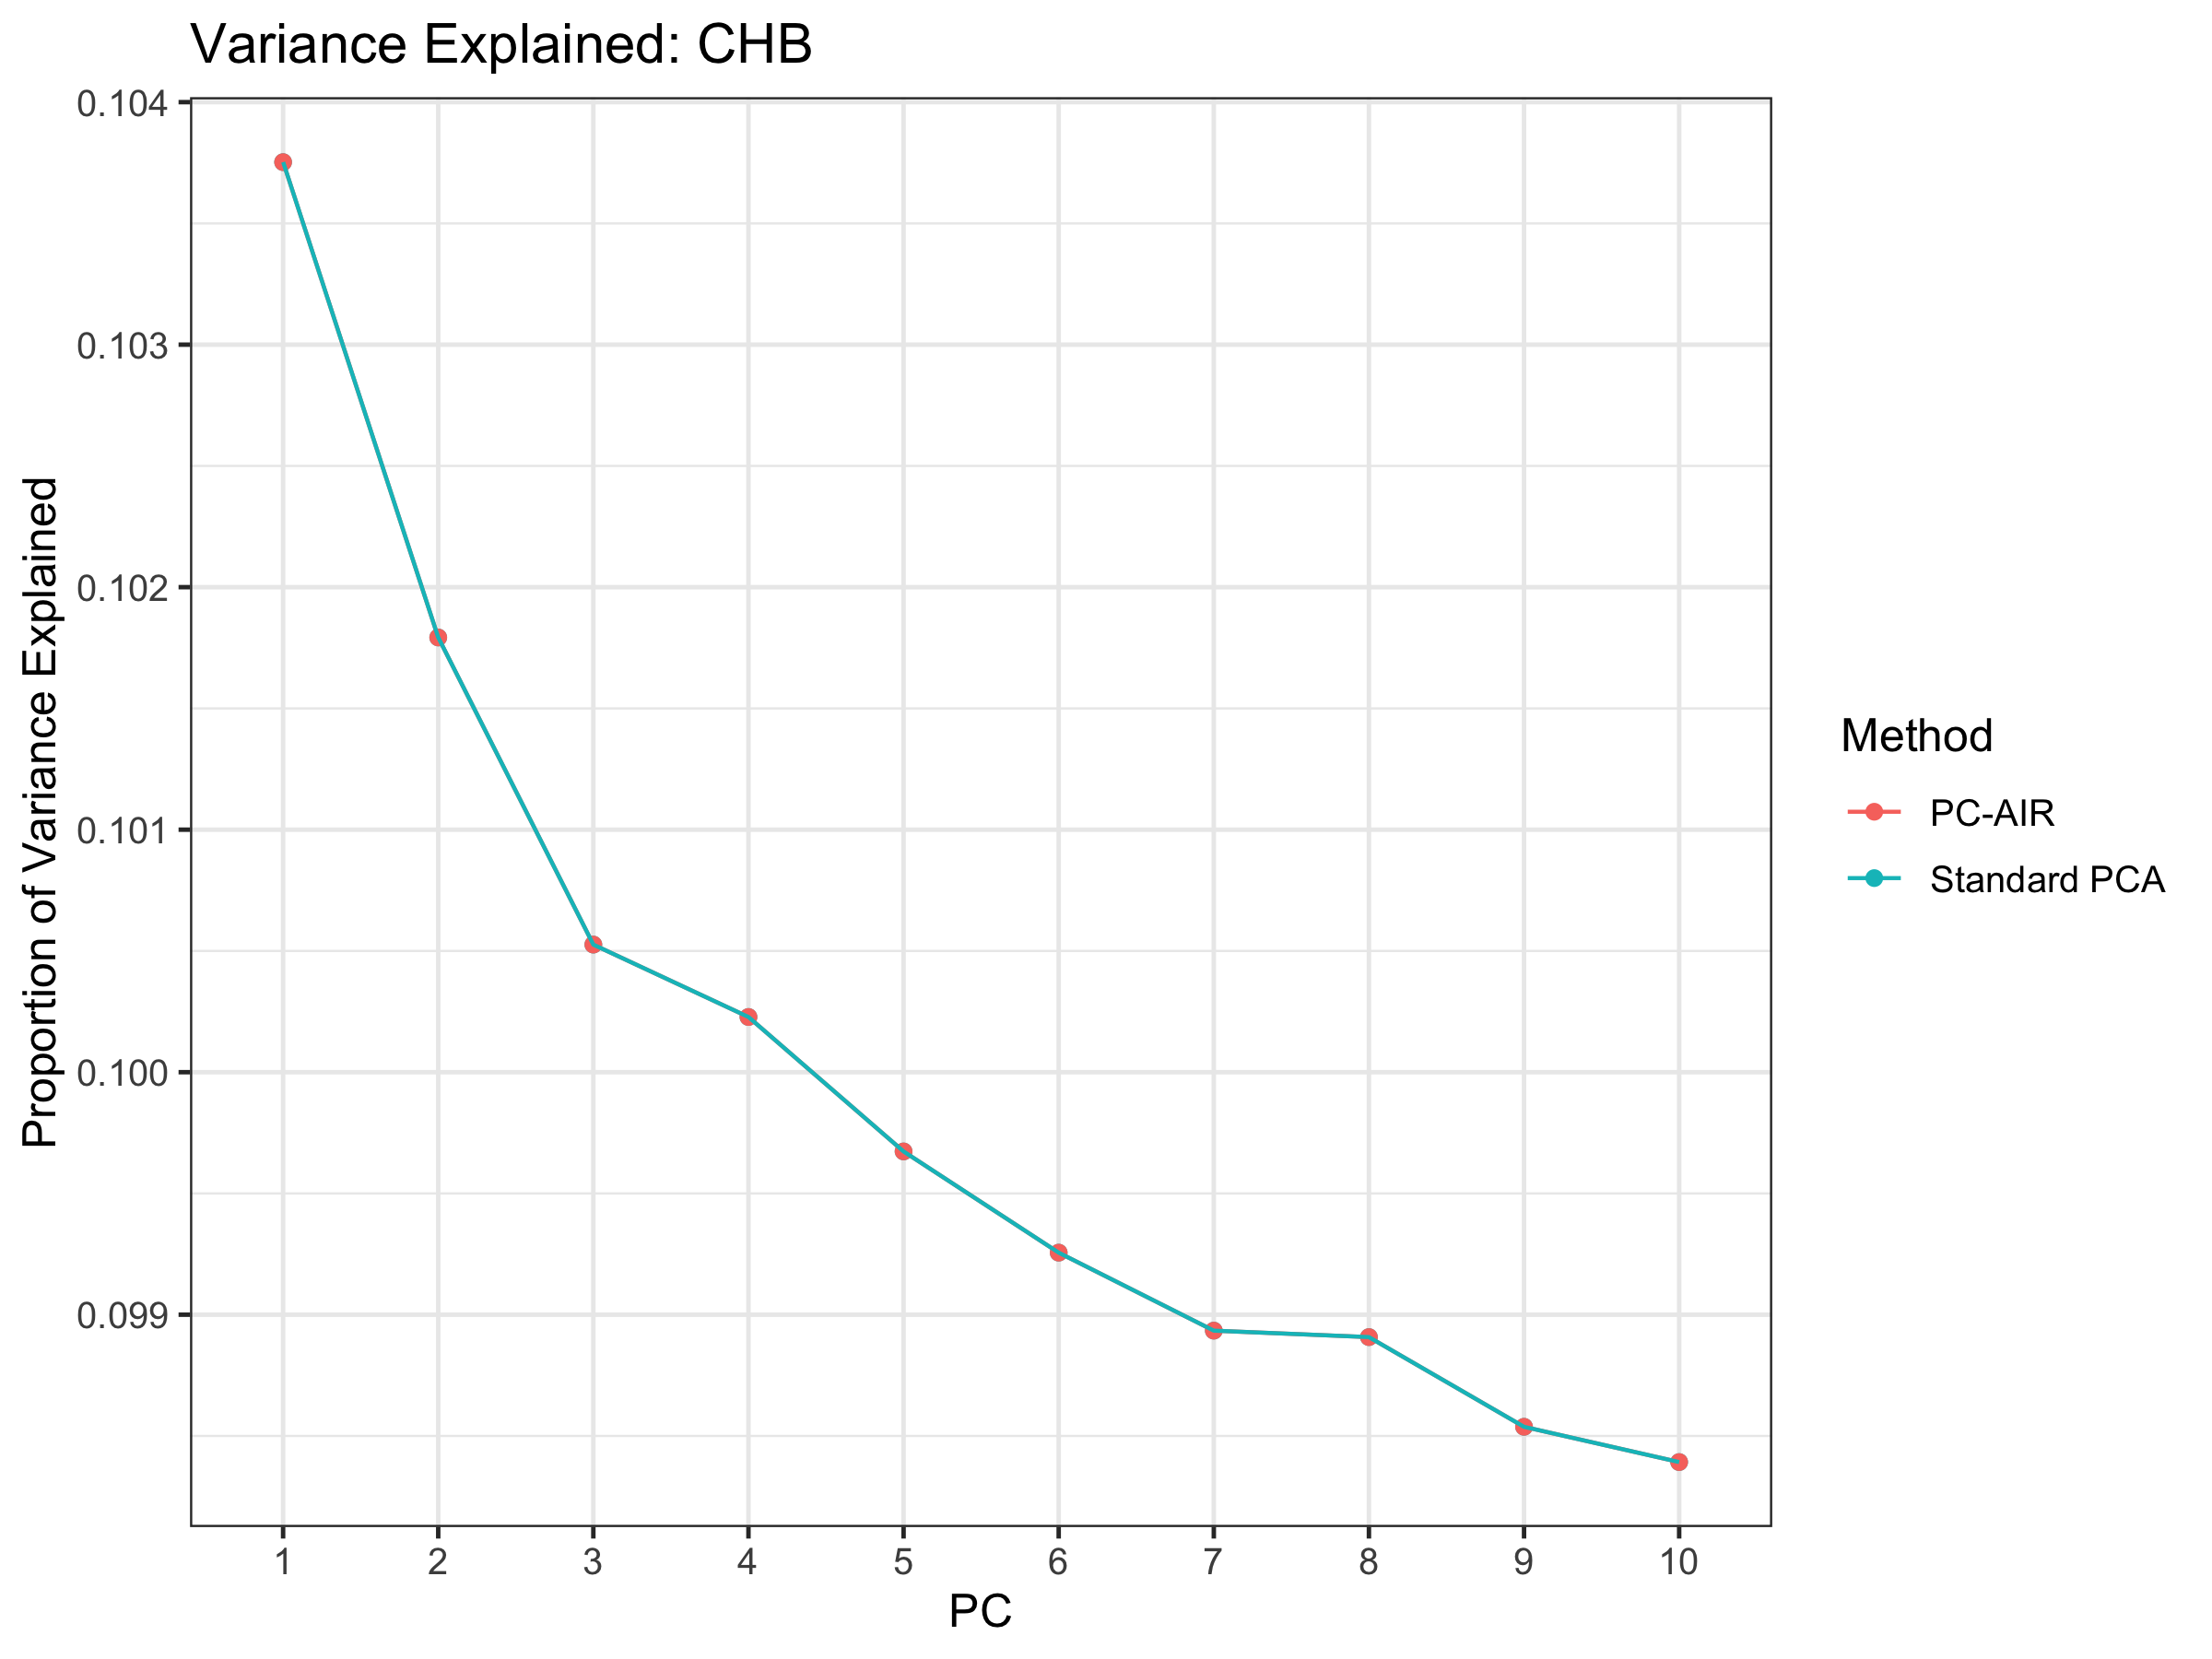 Variance Explained: CHB
Proportion of Variance Explained
0.104
0.103
0.102
0.101
0.100
0.099
1 2 3 4 5 6 7 8 9 10
PC
Method
PC-AIR
Standard PCA